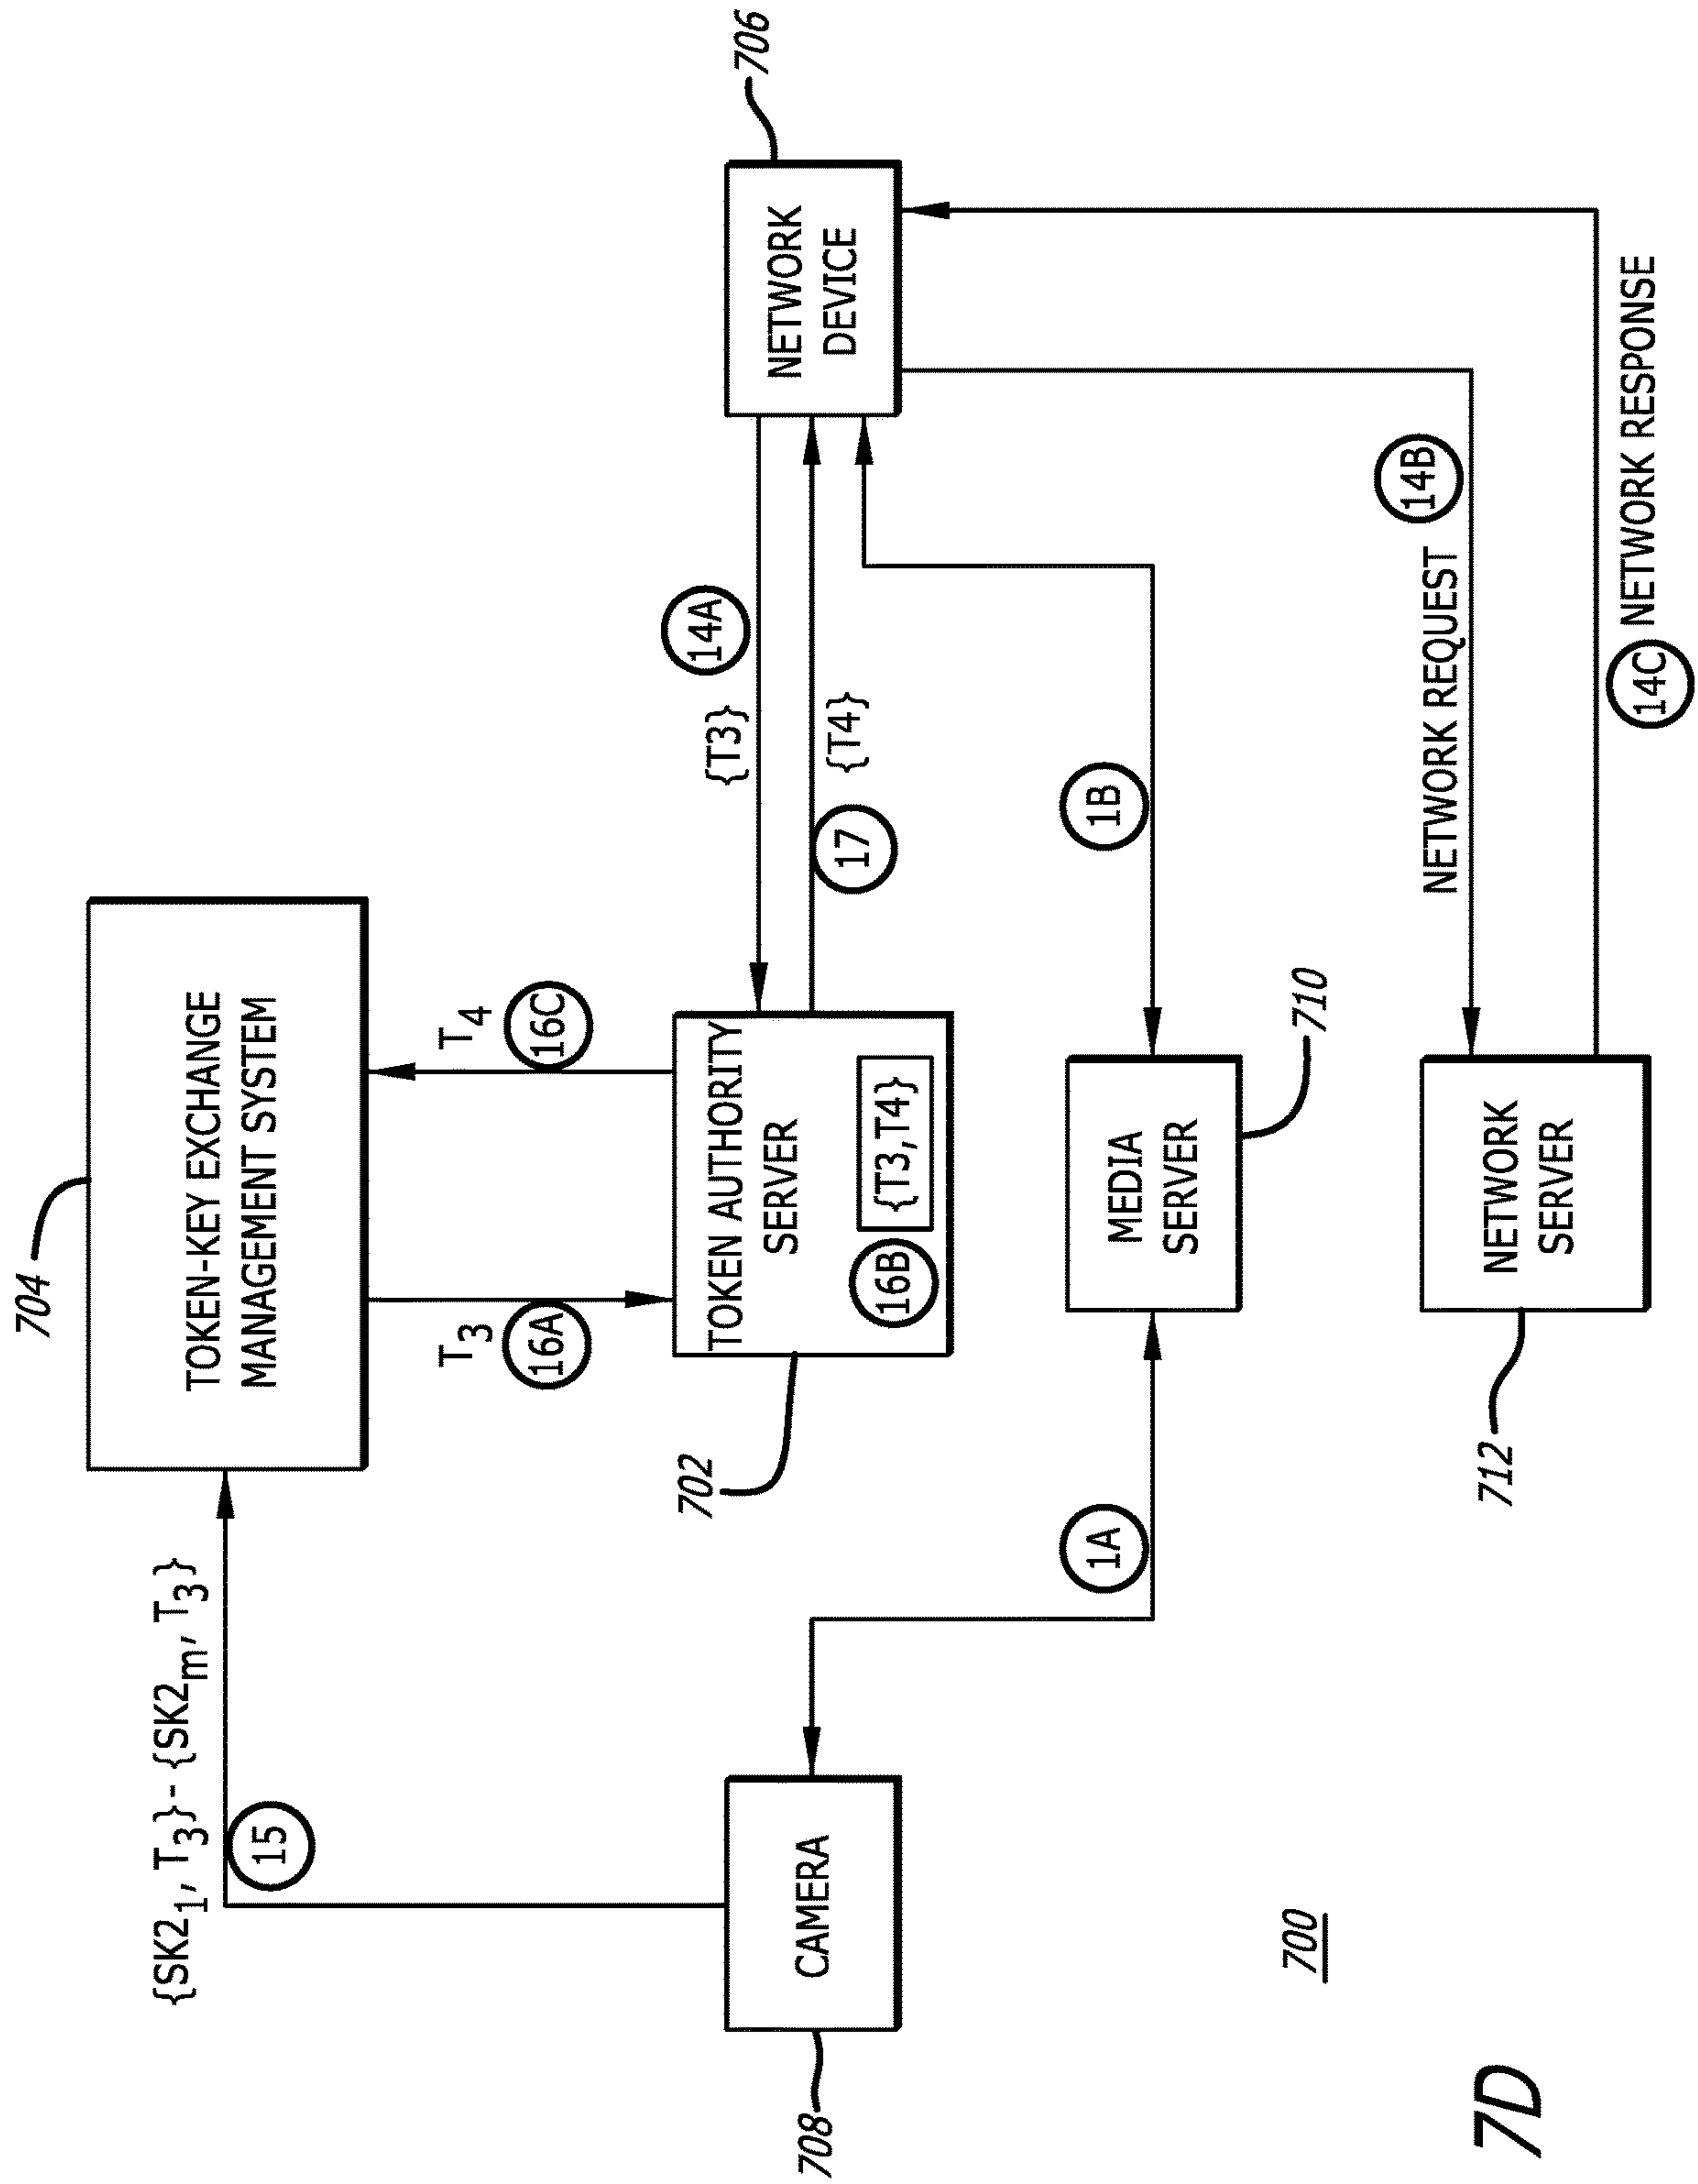 704
TOKEN-KEY EXCHANGE
MANAGEMENT SYSTEM
{SK2₁, T₃}-{SK2ₘ, T₃}
15
T₃
16A
T₄
16C
702
TOKEN AUTHORITY
SERVER
16B
{T3,T4}
{T3}
14A
17
{T4}
706
NETWORK
DEVICE
708
CAMERA
1A
1B
MEDIA
SERVER
710
NETWORK REQUEST
14B
712
NETWORK
SERVER
14C
NETWORK RESPONSE
700
7D